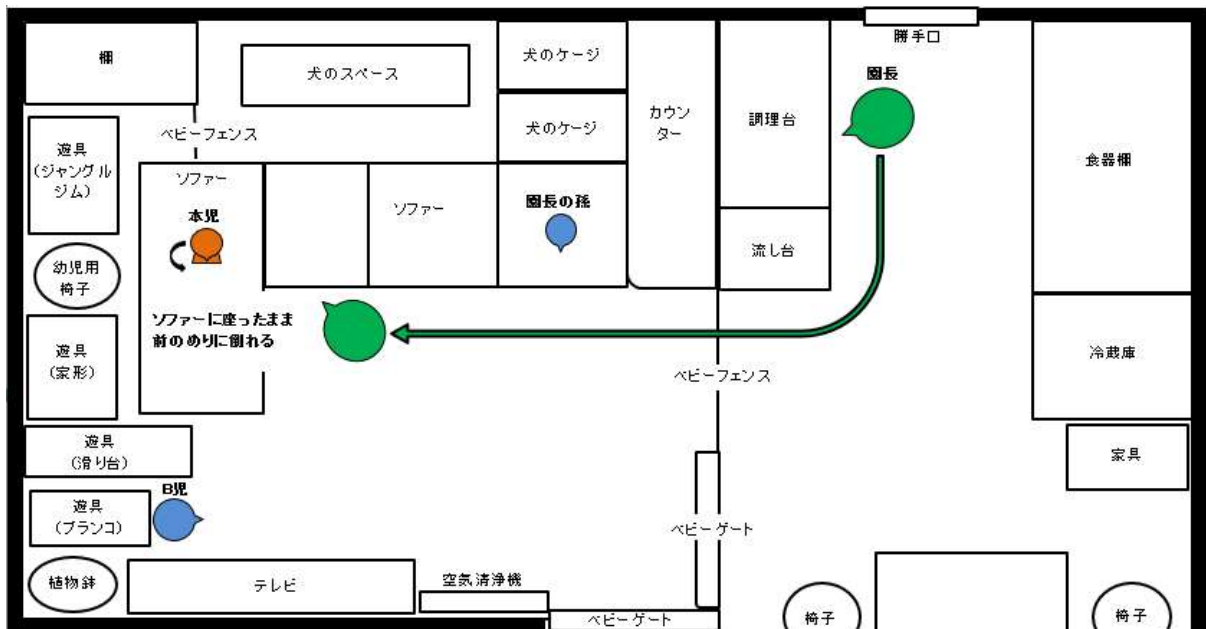 勝手口
棚
犬のスペース
犬のケージ
園長
犬のケージ
カウン
ター
調理台
食器棚
ベビーフェンス
遊具
(ジャングル
ジム)
ソファー
本児
ソファー
園長の孫
流し台
幼児用
椅子
ソファーに座ったまま
前のめりに倒れる
遊具
(家形)
ベビーフェンス
冷蔵庫
遊具
(滑り台)
家具
B児
遊具
(ブランコ)
ベビーゲート
植物鉢
テレビ
空気清浄機
ベビーゲート
椅子
椅子